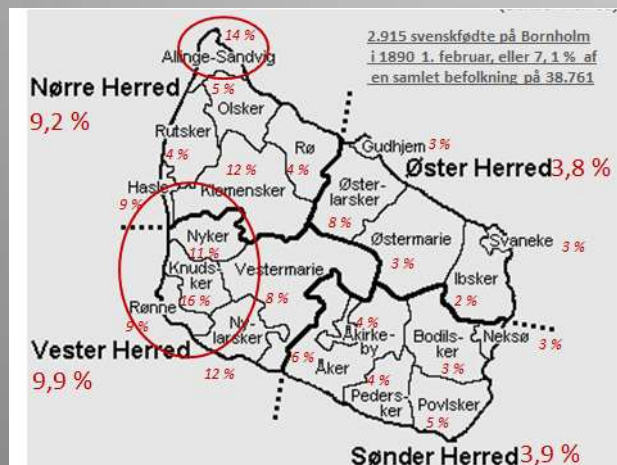 2.915 svenskfødte på Bornholm
i 1890 1. februar, eller 7, 1 % af
en samlet befolkning på 38.761
14 %
Allinge-Sandvig
Nørre Herred
9,2 %
5 %
Olsker
Rutsker
4 %
Rø
4 %
12 %
Klemensker
Hasle
9 %
Gudhjem 3 %
Øster Herred 3,8 %
Øster-
larsker
8 %
Østermarie
3 %
Svaneke
3 %
Ibsker
2 %
Nyker
11 %
Knuds-
ker
16 %
Vestermarie
8 %
Rønne
9 %
Ny-
larsker
12 %
Vester Herred
9,9 %
6 %
Åker
4 %
Åkirke-
by
Bodils-
ker
3 %
Neksø
3 %
4 %
Peders-
ker
Povlsker
5 %
Sønder Herred 3,9 %